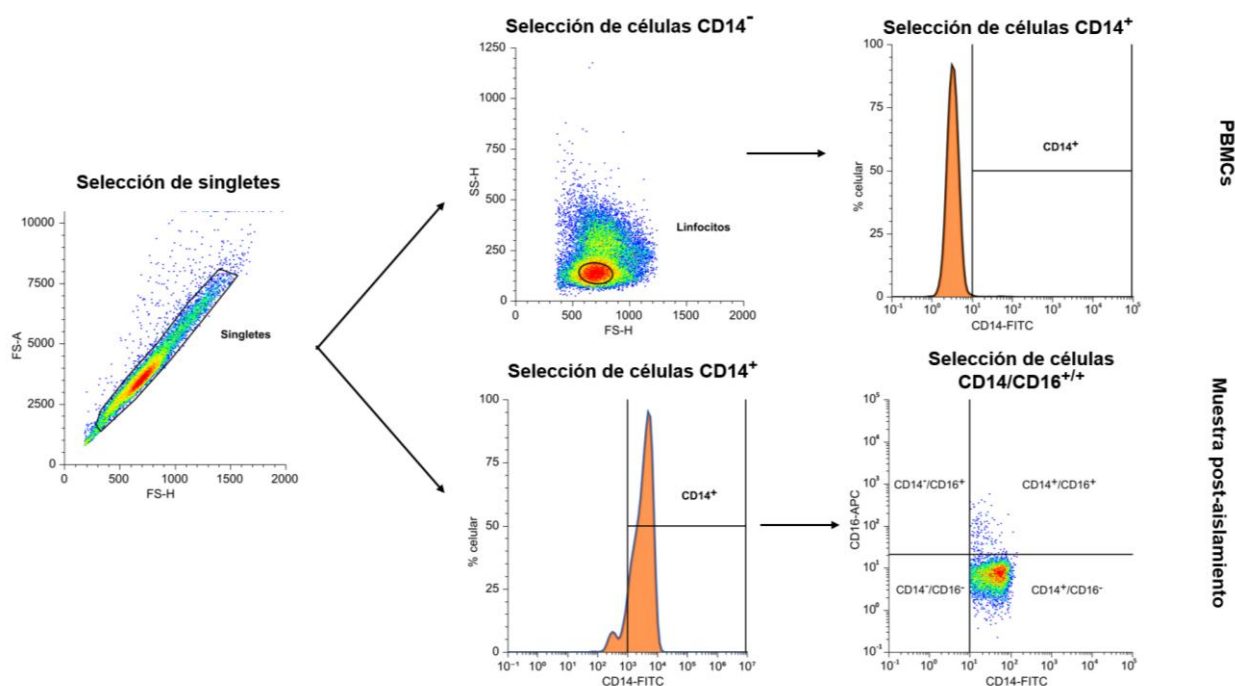 Selección de singletes
10000
7500
5000
2500
0
FS-A
Singletes
0 500 1000 1500 2000
FS-H
Selección de células CD14⁻
1250
1000
750
500
250
0
SS-H
Linfocitos
0 500 1000 1500 2000
FS-H
Selección de células CD14⁺
100
75
50
25
0
% celular
CD14⁺
10⁻¹ 10⁰ 10¹ 10² 10³ 10⁴ 10⁵
CD14-FITC
PBMCs
Selección de células CD14⁺
100
75
50
25
0
% celular
CD14⁺
10⁻¹ 10⁰ 10¹ 10² 10³ 10⁴ 10⁵ 10⁶ 10⁷
CD14-FITC
Selección de células
CD14/CD16⁺/⁺
10⁵
10⁴
10³
10²
10¹
10⁰
10⁻¹
CD16-APC
CD14⁻/CD16⁺ CD14⁺/CD16⁺
CD14⁻/CD16⁻ CD14⁺/CD16⁻
10⁻¹ 10⁰ 10¹ 10² 10³ 10⁴ 10⁵
CD14-FITC
Muestra post-aislamiento